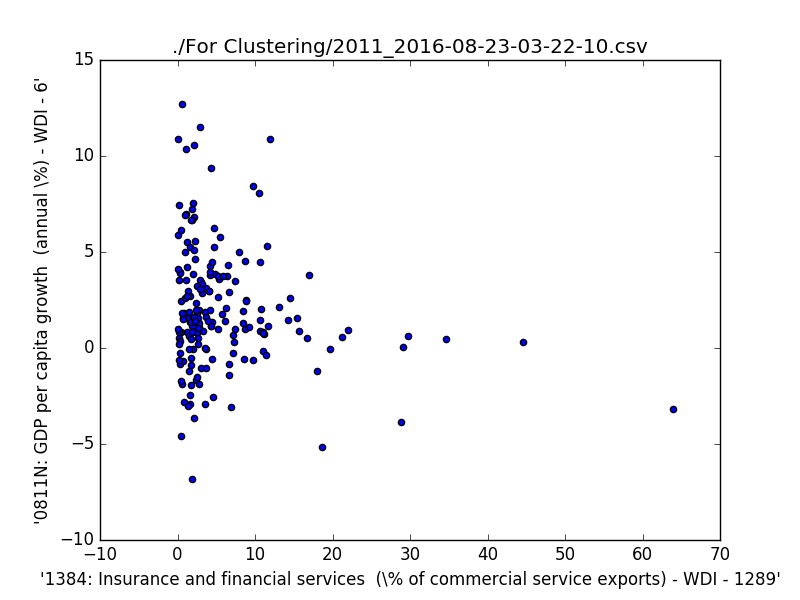 ./For Clustering/2011_2016-08-23-03-22-10.csv
15
10
5
0
−5
−10
'0811N: GDP per capita growth  (annual \%) - WDI - 6'
−10 0 10 20 30 40 50 60 70
'1384: Insurance and financial services  (\% of commercial service exports) - WDI - 1289'